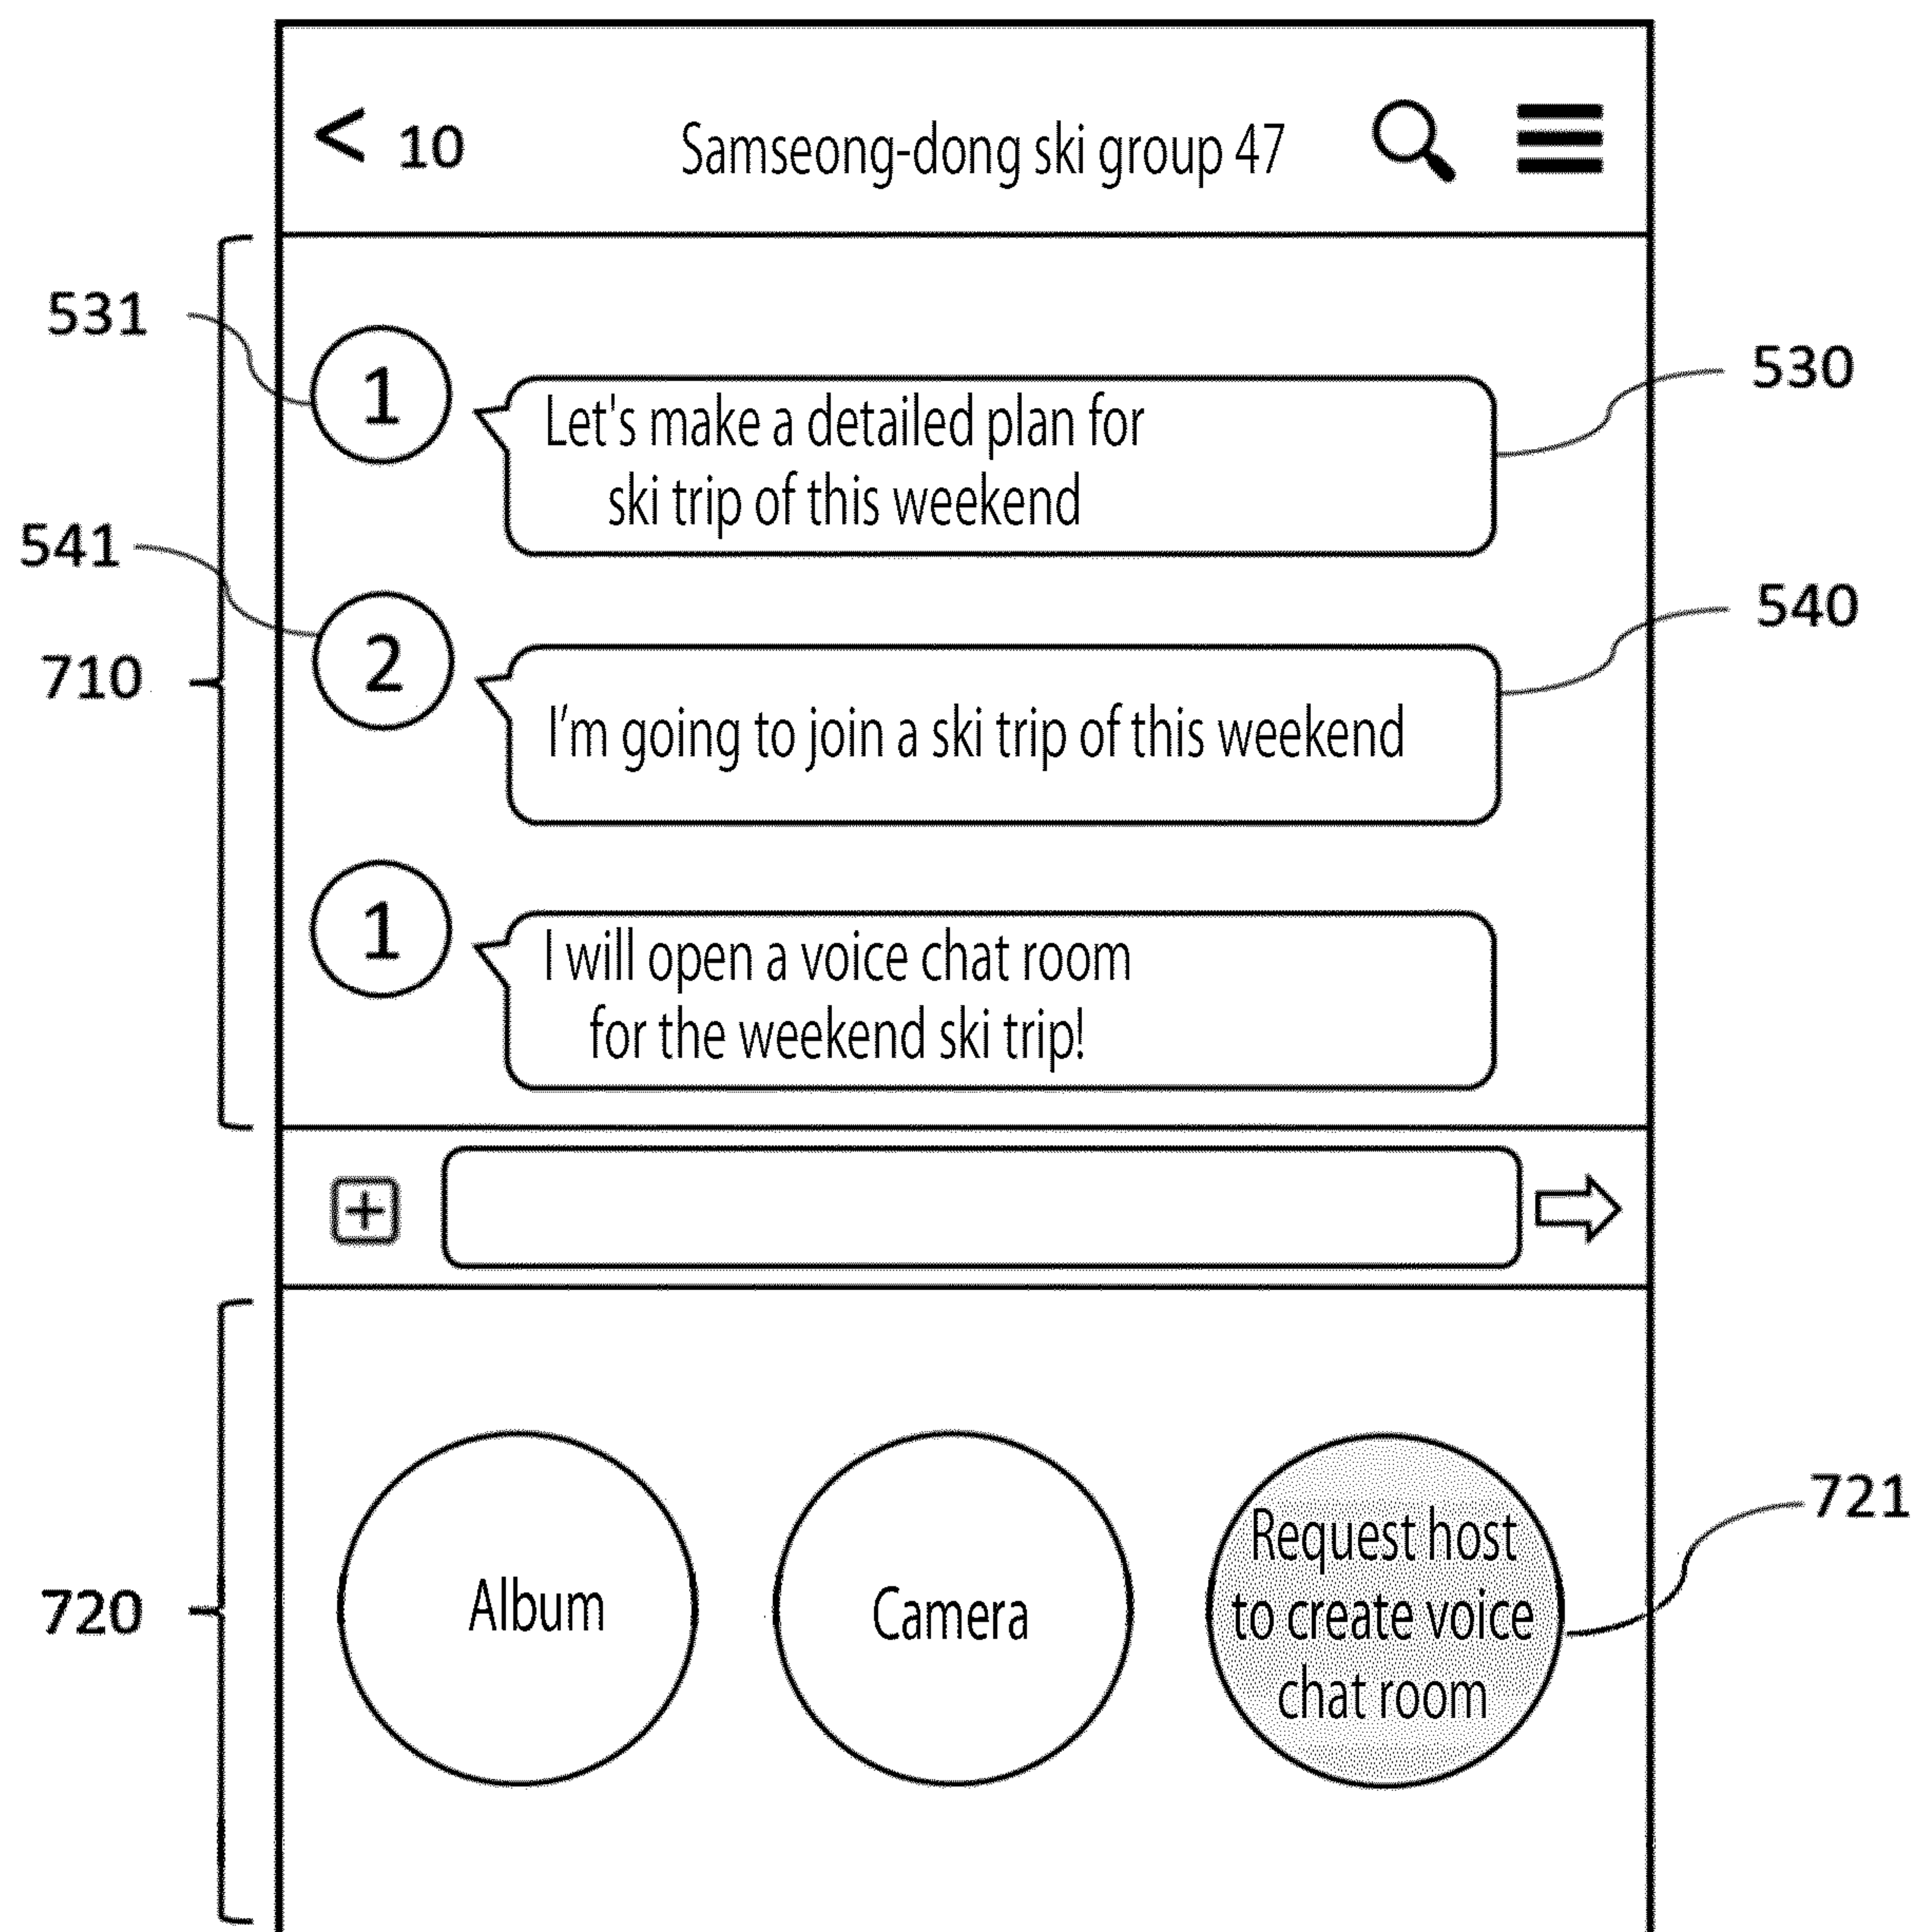 < 10 Samseong-dong ski group 47
531
1
Let's make a detailed plan for
ski trip of this weekend
530
541
2
I'm going to join a ski trip of this weekend
540
710
1
I will open a voice chat room
for the weekend ski trip!
720
Album
Camera
Request host
to create voice
chat room
721